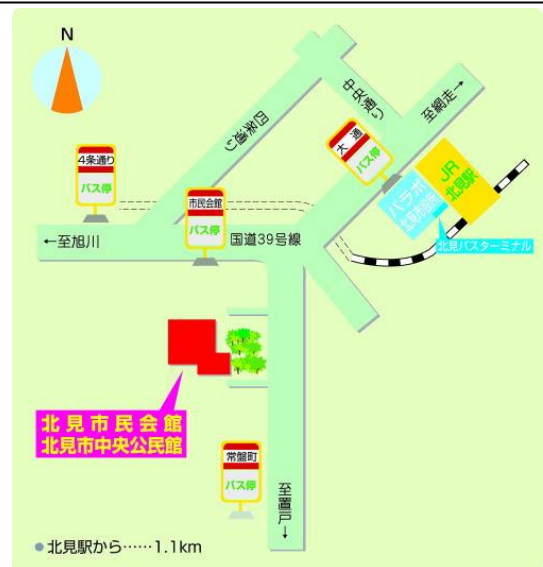 N
中央通り
至網走→
四条通り
大通
バス停
JR
北見駅
4条通り
バス停
パラボ
北見市役所
市民会館
バス停
北見バスターミナル
←至旭川
国道39号線
北見市民会館
北見市中央公民館
常盤町
バス停
至置戸→
●北見駅から……1.1km